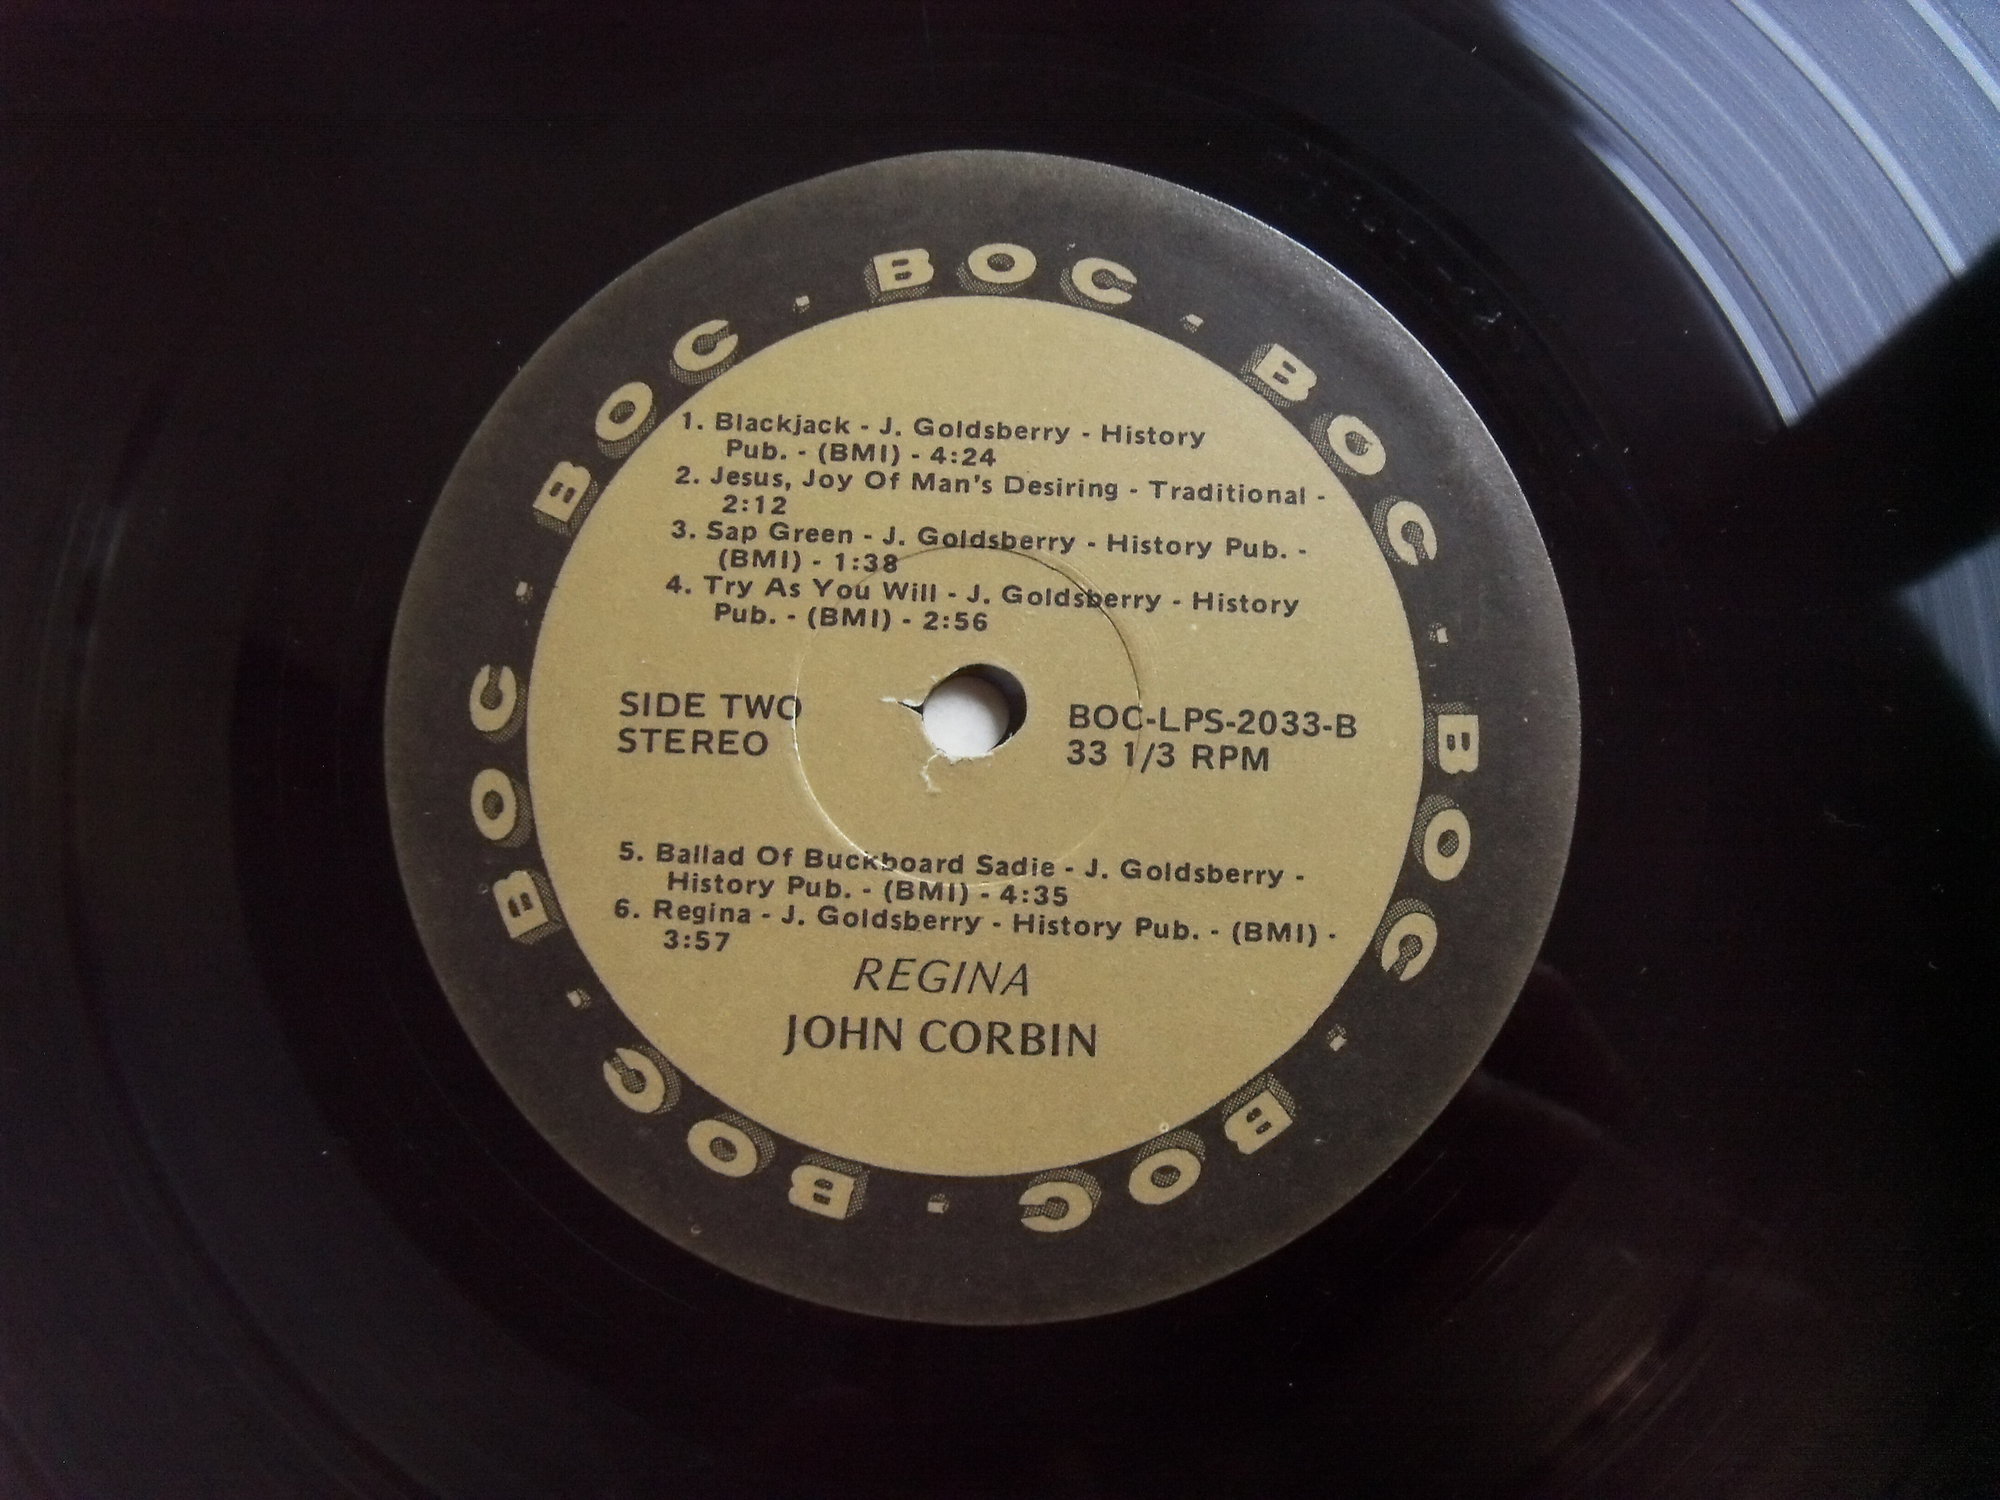 BOC · BOC · BOC · BOC · BOC · BOC · BOC ·
1. Blackjack - J. Goldsberry - History
Pub. - (BMI) - 4:24
2. Jesus, Joy Of Man's Desiring - Traditional -
2:12
3. Sap Green - J. Goldsberry - History Pub. -
(BMI) - 1:38
4. Try As You Will - J. Goldsberry - History
Pub. - (BMI) - 2:56
SIDE TWO
STEREO
BOC-LPS-2033-B
33 1/3 RPM
5. Ballad Of Buckboard Sadie - J. Goldsberry -
History Pub. - (BMI) - 4:35
6. Regina - J. Goldsberry - History Pub. - (BMI) -
3:57
REGINA
JOHN CORBIN